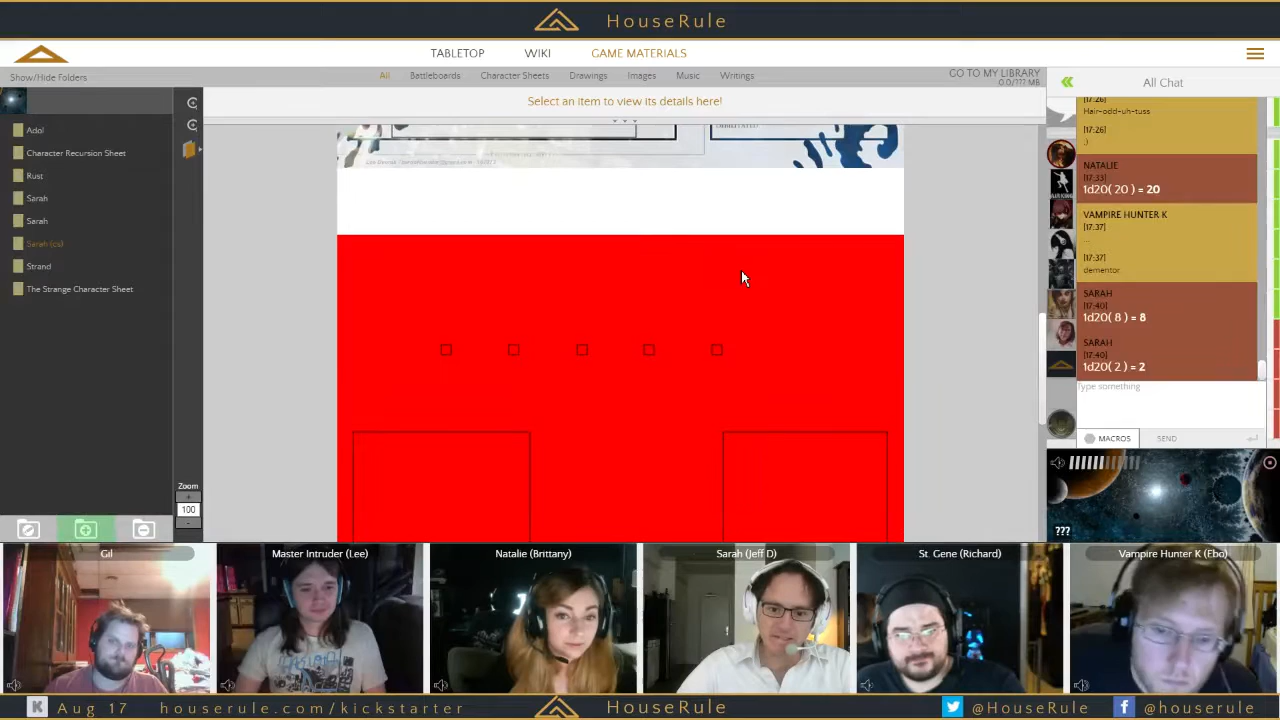 HouseRule
TABLETOP WIKI GAME MATERIALS
Show/Hide Folders
All Battleboards Character Sheets Drawings Images Music Writings
GO TO MY LIBRARY
0.0/??? MB
Select an item to view its details here!
Adol
Character Recursion Sheet
Rust
Sarah
Sarah
Sarah (cs)
Strand
The Strange Character Sheet
Zoom
+
100
-
All Chat
[17:26]
Hair-odd-uh-tuss
[17:26]
;)
NATALIE
[17:33]
1d20( 20 ) = 20
VAMPIRE HUNTER K
[17:37]
...
[17:37]
dementor
SARAH
[17:40]
1d20( 8 ) = 8
SARAH
[17:40]
1d20( 2 ) = 2
Type something
MACROS SEND
???
Gil
Master Intruder (Lee)
Natalie (Brittany)
Sarah (Jeff D)
St. Gene (Richard)
Vampire Hunter K (Ebo)
K Aug 17 houserule.com/kickstarter HouseRule @HouseRule @houserule